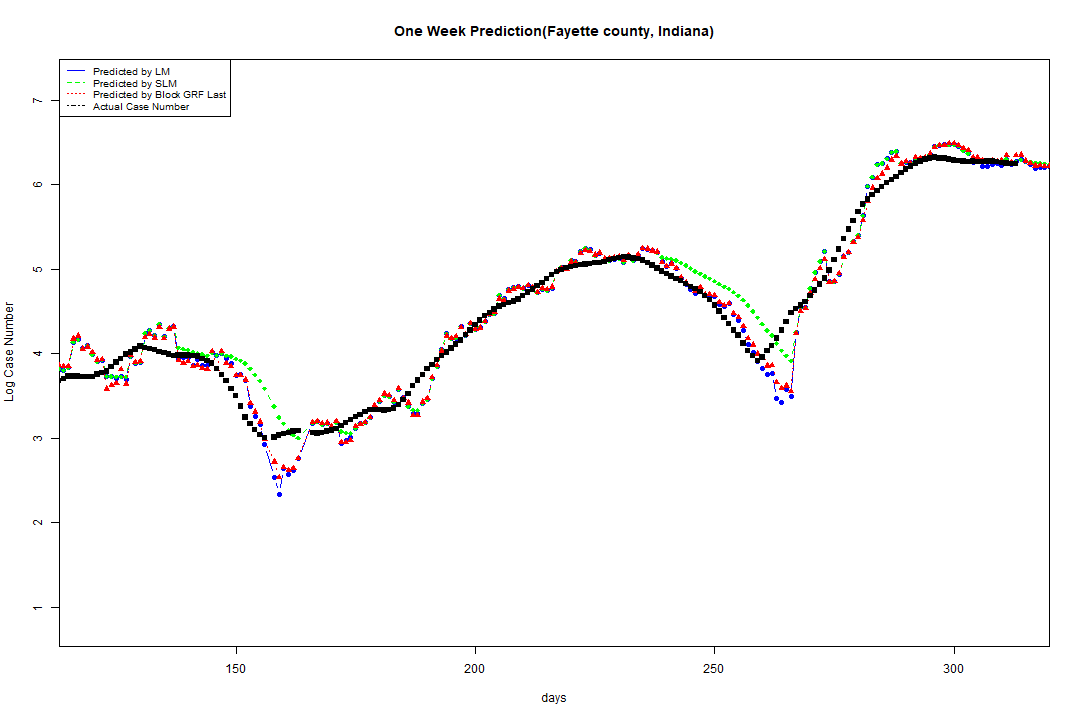 One Week Prediction(Fayette county, Indiana)
Predicted by LM
Predicted by SLM
Predicted by Block GRF Last
Actual Case Number
7
6
5
4
3
2
1
Log Case Number
150
200
250
300
days